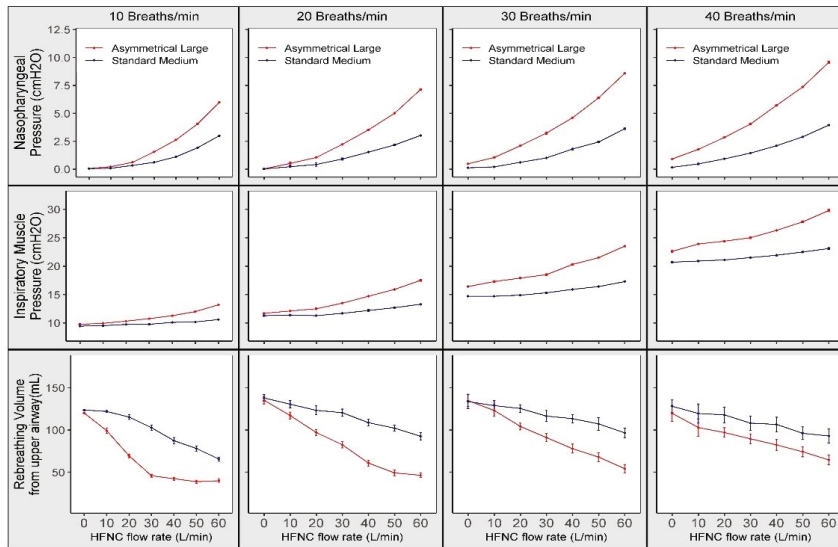 10 Breaths/min
20 Breaths/min
30 Breaths/min
40 Breaths/min
Nasopharyngeal
Pressure (cmH2O)
12.5
10.0
7.5
5.0
2.5
0.0
Asymmetrical Large
Standard Medium
Asymmetrical Large
Standard Medium
Asymmetrical Large
Standard Medium
Asymmetrical Large
Standard Medium
Inspiratory Muscle
Pressure (cmH2O)
30
25
20
15
10
Rebreathing Volume
from upper airway(mL)
150
100
50
0 10 20 30 40 50 60
0 10 20 30 40 50 60
0 10 20 30 40 50 60
0 10 20 30 40 50 60
HFNC flow rate (L/min)
HFNC flow rate (L/min)
HFNC flow rate (L/min)
HFNC flow rate (L/min)